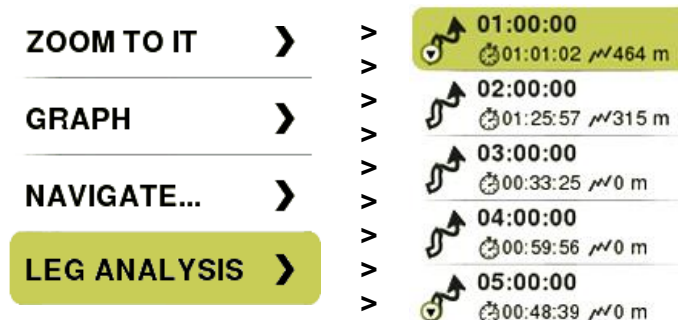 ZOOM TO IT ❯
GRAPH ❯
NAVIGATE... ❯
LEG ANALYSIS ❯
>
>
>
>
>
>
>
>
>
01:00:00
01:01:02 464 m
02:00:00
01:25:57 315 m
03:00:00
00:33:25 0 m
04:00:00
00:59:56 0 m
05:00:00
00:48:39 0 m